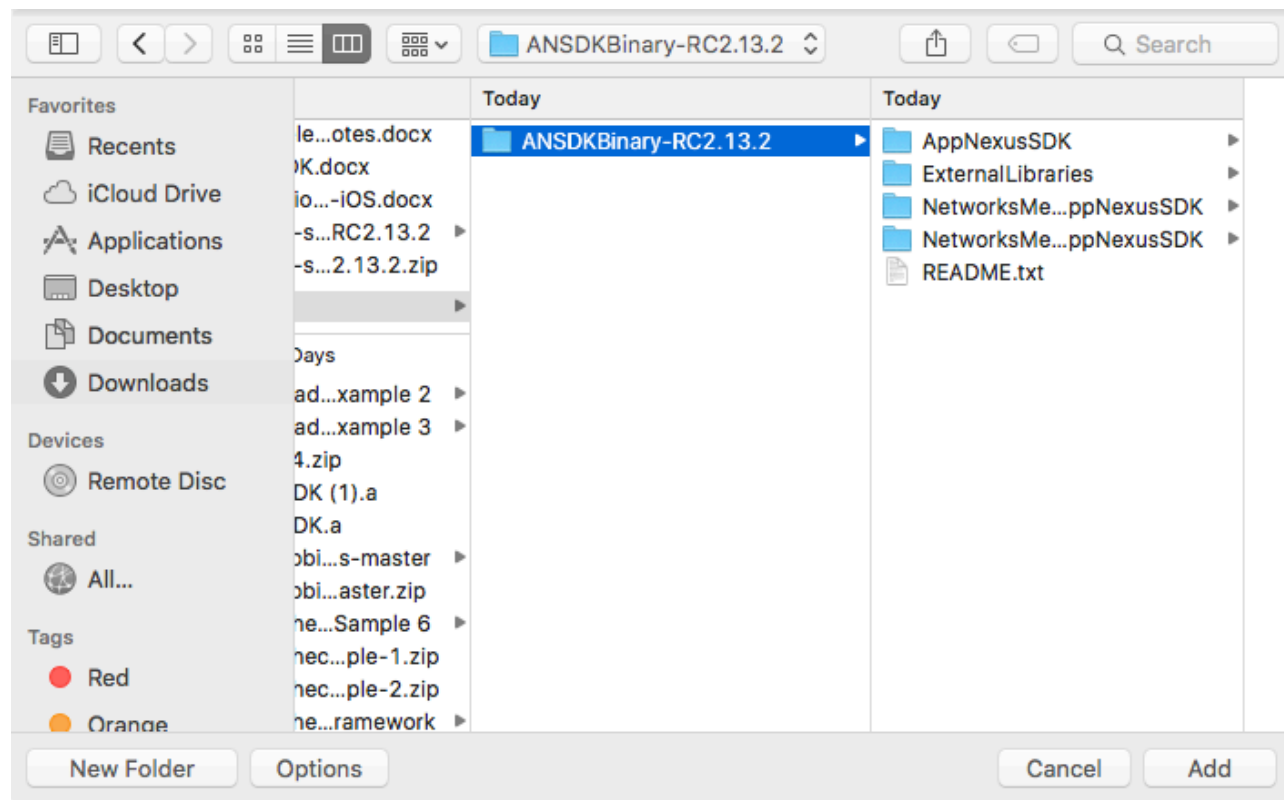 ANSDKBinary-RC2.13.2
Search
Favorites
Recents
iCloud Drive
Applications
Desktop
Documents
Downloads
Devices
Remote Disc
Shared
All...
Tags
Red
Orange
le...otes.docx
K.docx
io...-iOS.docx
-s...RC2.13.2
-s...2.13.2.zip
Days
ad...xample 2
ad...xample 3
4.zip
DK (1).a
DK.a
obi...s-master
obi...aster.zip
he...Sample 6
nec...ple-1.zip
nec...ple-2.zip
he...ramework
Today
ANSDKBinary-RC2.13.2
Today
AppNexusSDK
ExternalLibraries
NetworksMe...ppNexusSDK
NetworksMe...ppNexusSDK
README.txt
New Folder
Options
Cancel
Add